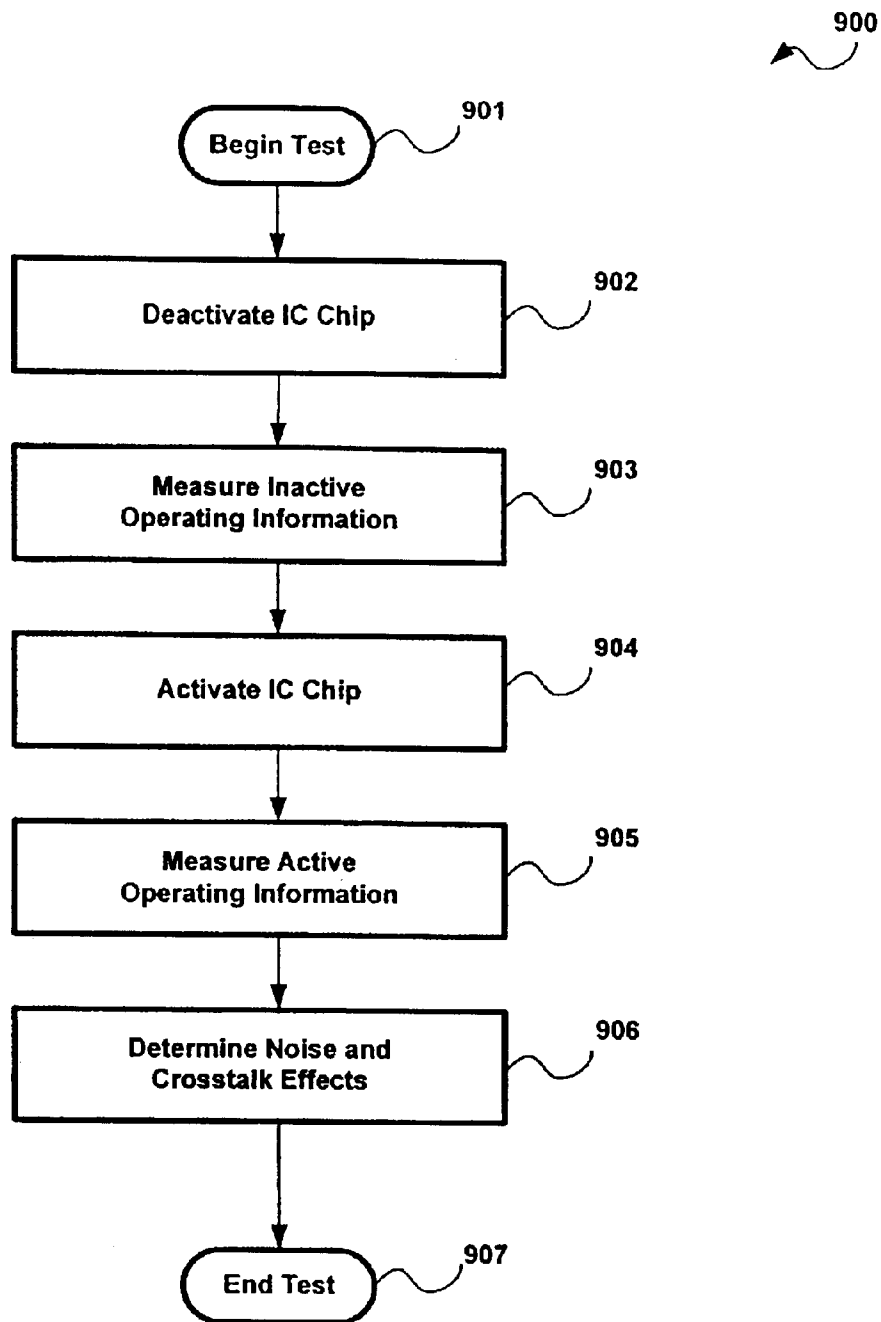 900
901
Begin Test
902
Deactivate IC Chip
903
Measure Inactive
Operating Information
904
Activate IC Chip
905
Measure Active
Operating Information
906
Determine Noise and
Crosstalk Effects
907
End Test